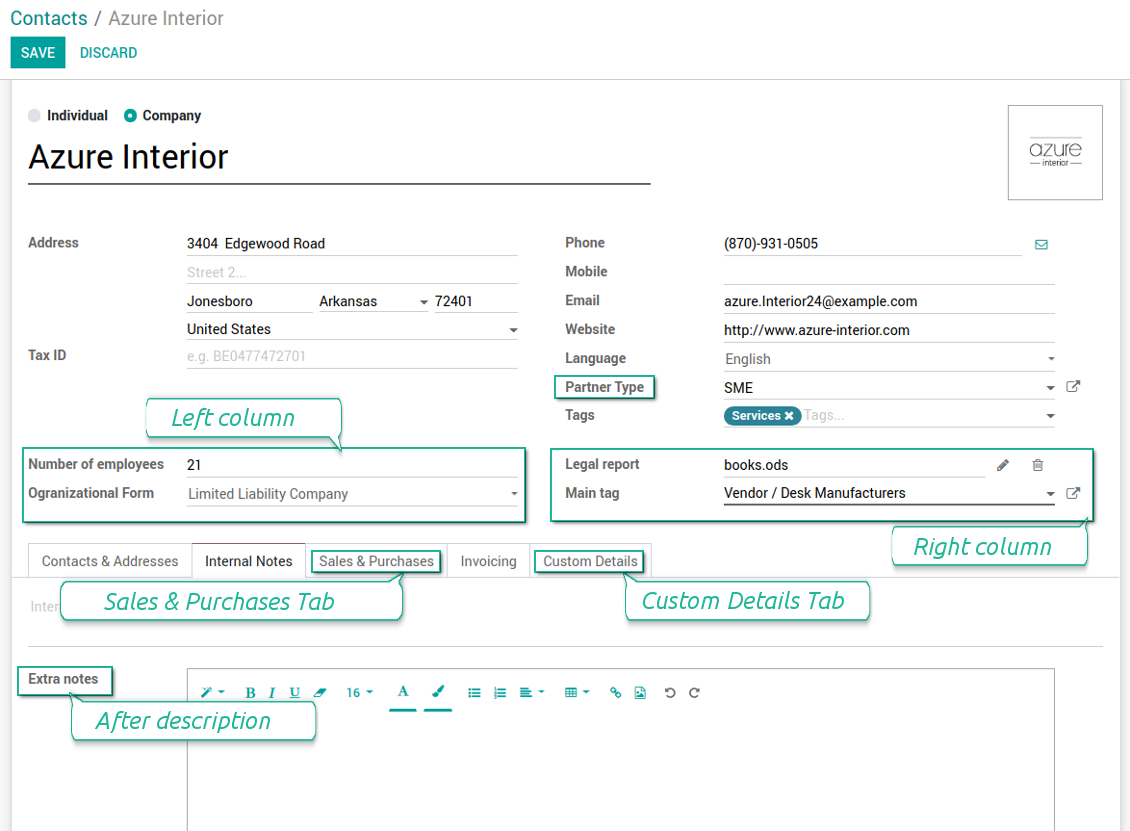 Contacts / Azure Interior
SAVE DISCARD
Individual Company
Azure Interior
azure
interior
Address 3404 Edgewood Road
Street 2...
Jonesboro Arkansas 72401
United States
Tax ID e.g. BE0477472701
Phone (870)-931-0505
Mobile
Email azure.Interior24@example.com
Website http://www.azure-interior.com
Language English
Partner Type SME
Tags Services ✖ Tags...
Left column
Number of employees 21
Ogranizational Form Limited Liability Company
Legal report books.ods
Main tag Vendor / Desk Manufacturers
Right column
Contacts & Addresses Internal Notes Sales & Purchases Invoicing Custom Details
Sales & Purchases Tab
Custom Details Tab
Extra notes
B I U 16 A
After description